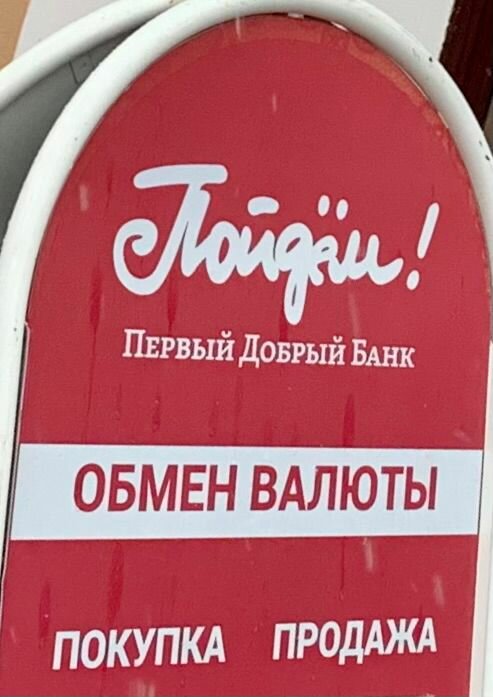 Пойдём!
Первый Добрый Банк
ОБМЕН ВАЛЮТЫ
ПОКУПКА ПРОДАЖА